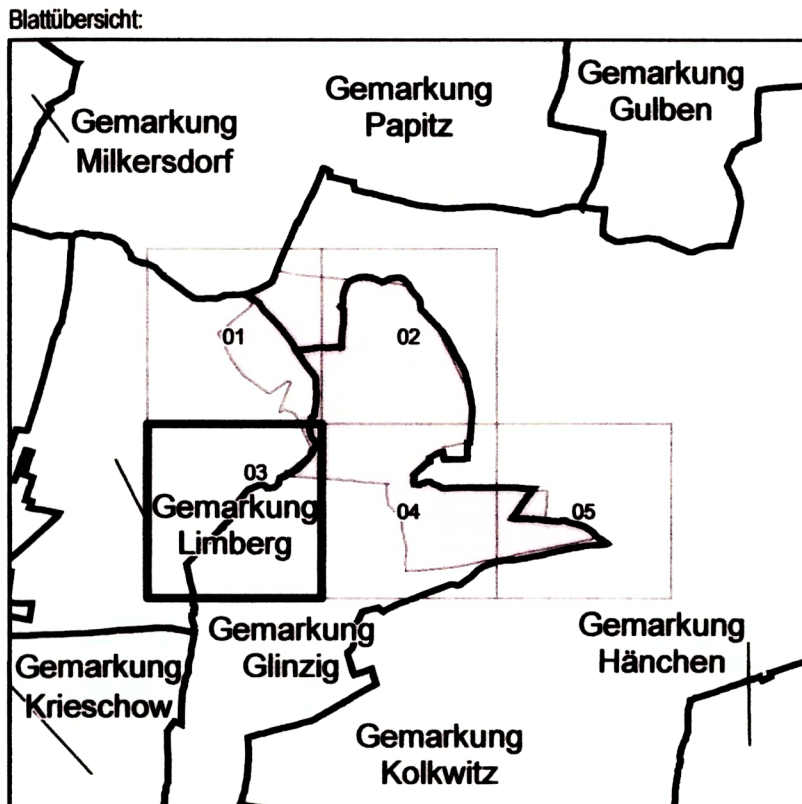 Blattübersicht:
Gemarkung
Milkersdorf
Gemarkung
Papitz
Gemarkung
Gulben
01
02
03
Gemarkung
Limberg
04
05
Gemarkung
Krieschow
Gemarkung
Glinzig
Gemarkung
Hänchen
Gemarkung
Kolkwitz